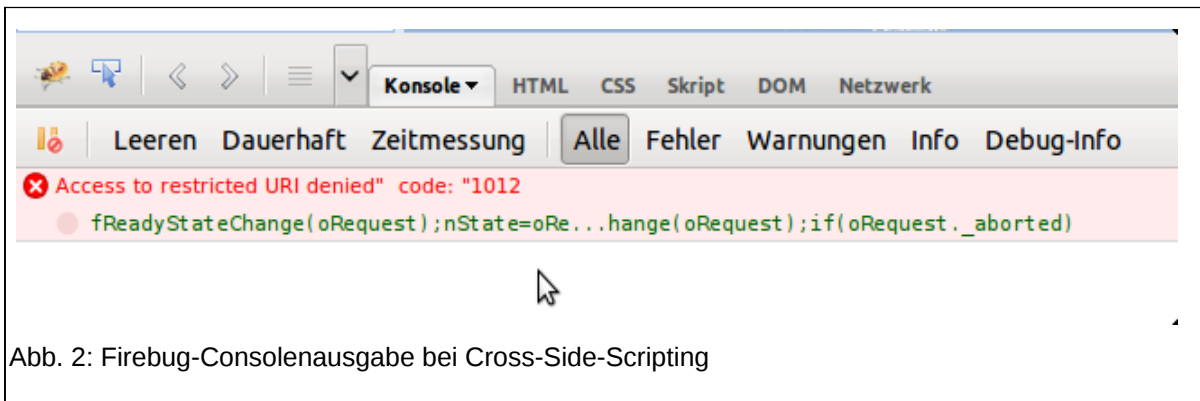 Konsole HTML CSS Skript DOM Netzwerk
Leeren Dauerhaft Zeitmessung Alle Fehler Warnungen Info Debug-Info
Access to restricted URI denied" code: "1012
fReadyStateChange(oRequest);nState=oRe...hange(oRequest);if(oRequest._aborted)
Abb. 2: Firebug-Consolenausgabe bei Cross-Side-Scripting